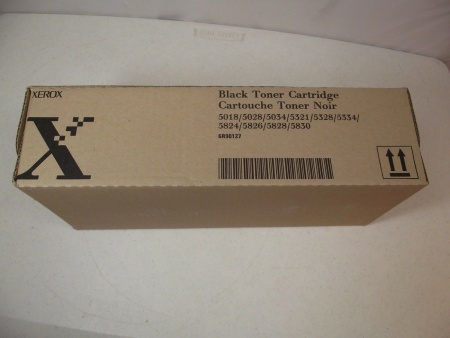 XEROX
Black Toner Cartridge
Cartouche Toner Noir
5018/5028/5034/5321/5328/5334/
5824/5826/5828/5830
6R90127